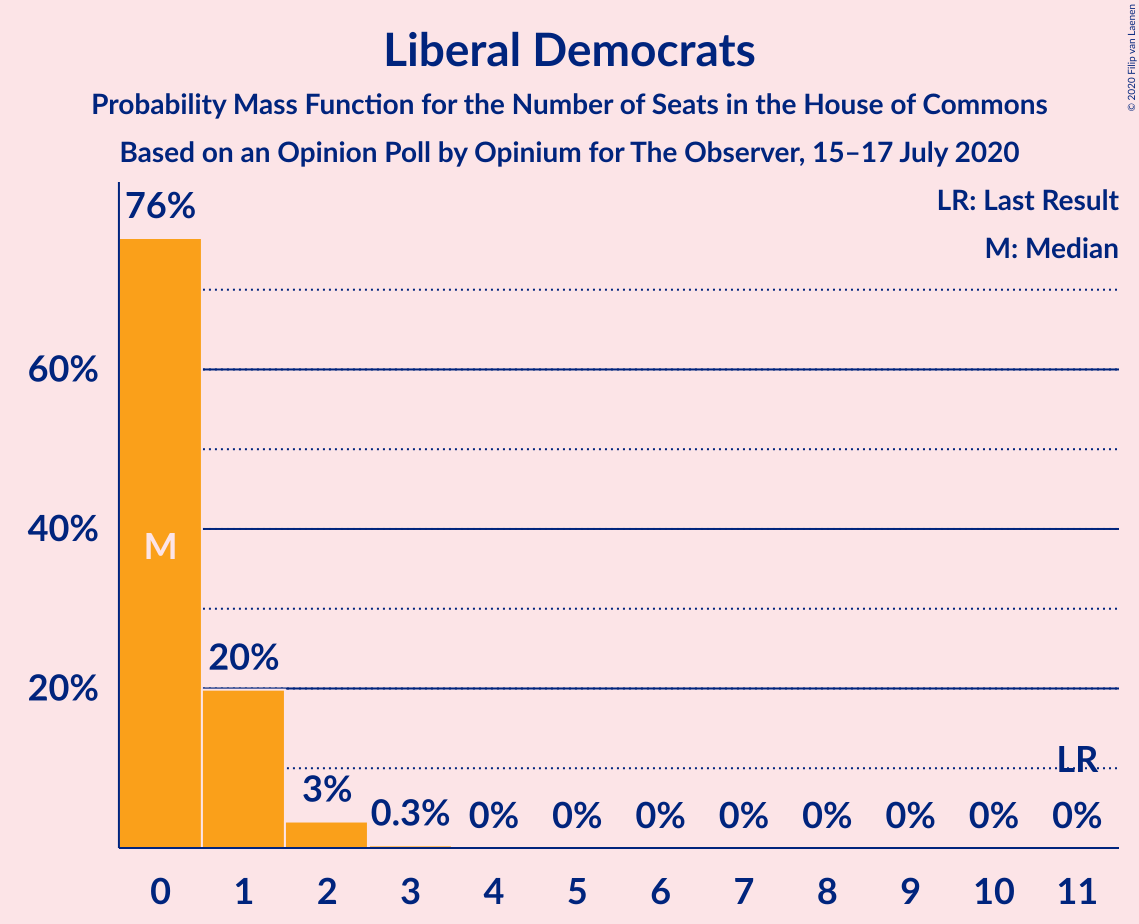 Liberal Democrats
Probability Mass Function for the Number of Seats in the House of Commons
Based on an Opinion Poll by Opinium for The Observer, 15–17 July 2020
© 2020 Filip van Laenen
LR: Last Result
M: Median
76%
60%
40%
M
20%
20%
LR
3%
0.3% 0% 0% 0% 0% 0% 0% 0% 0%
0 1 2 3 4 5 6 7 8 9 10 11